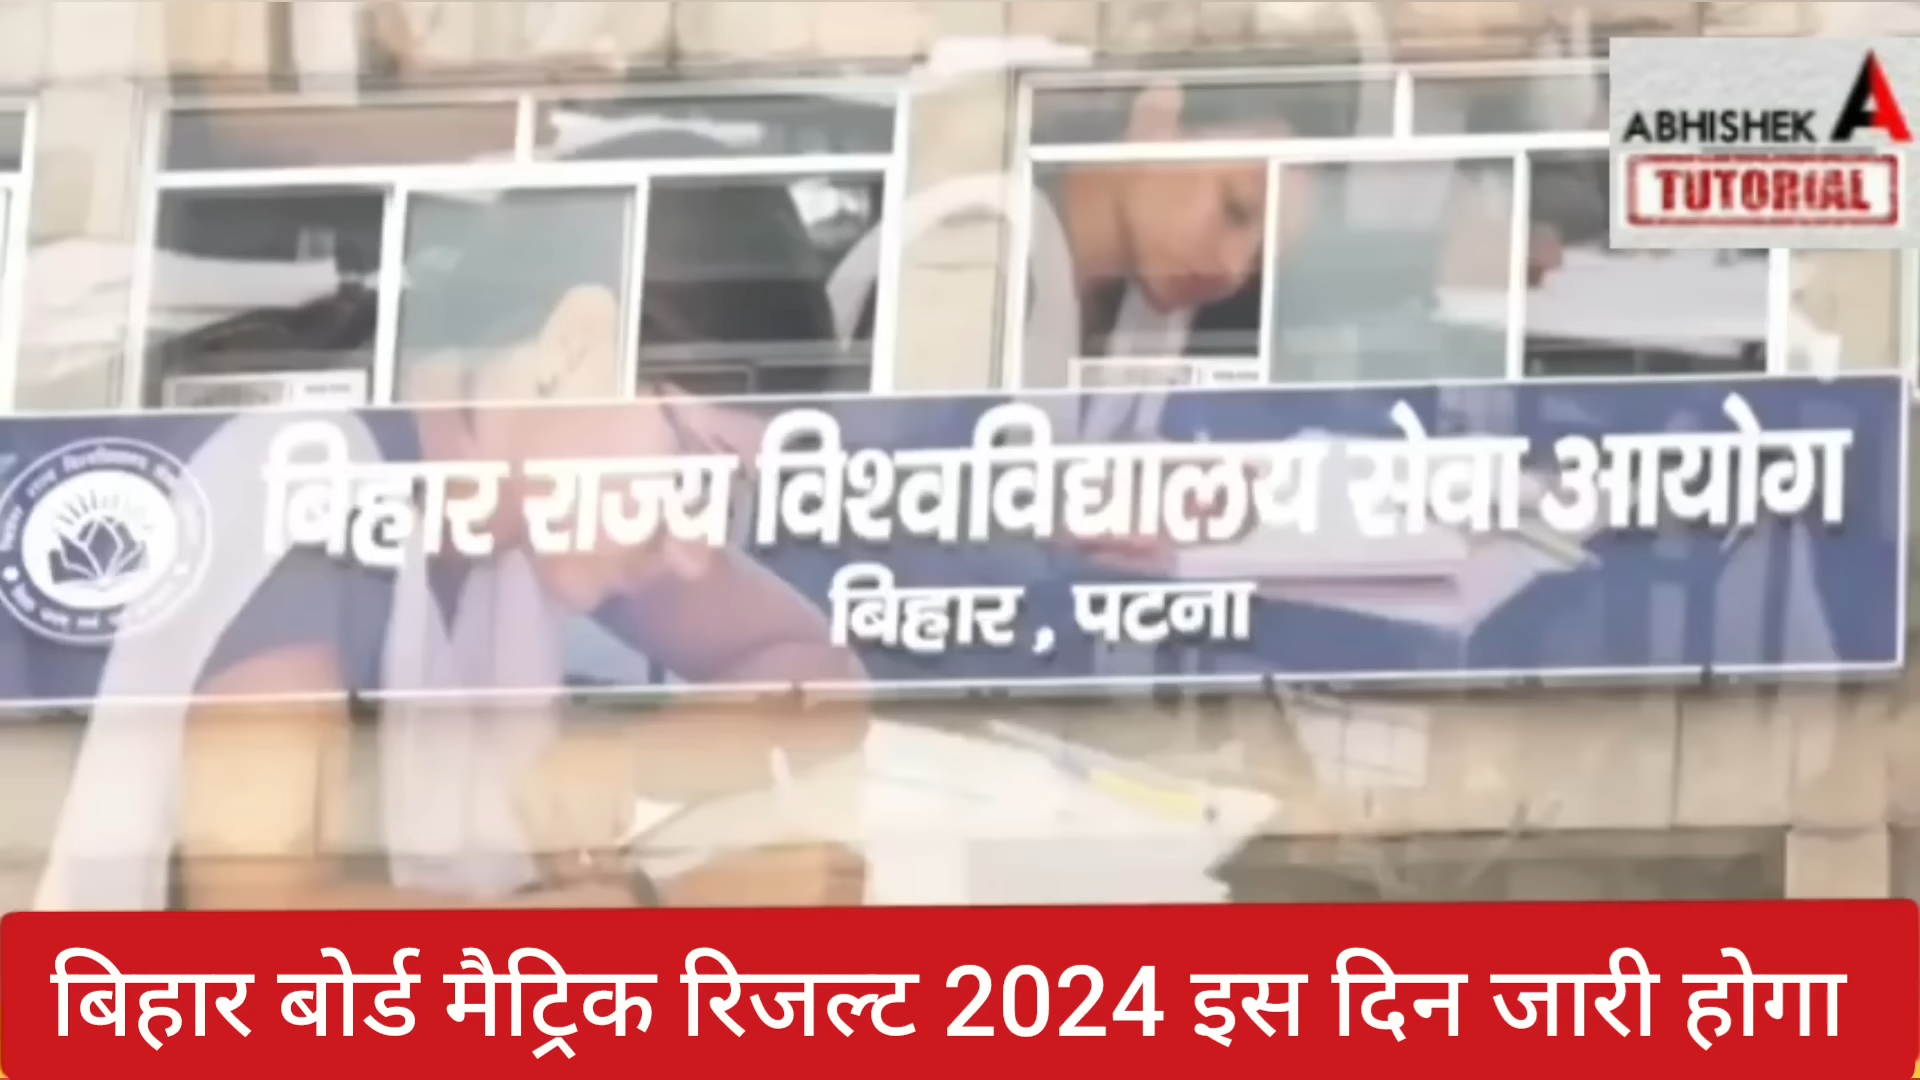 ABHISHEK A
TUTORIAL
बिहार राज्य विश्वविद्यालय सेवा आयोग
बिहार , पटना
बिहार बोर्ड मैट्रिक रिजल्ट 2024 इस दिन जारी होगा